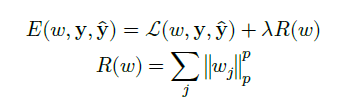 E(w, y, ŷ) = ℒ(w, y, ŷ) + λR(w)
R(w) = ∑_j ‖w_j‖_p^p